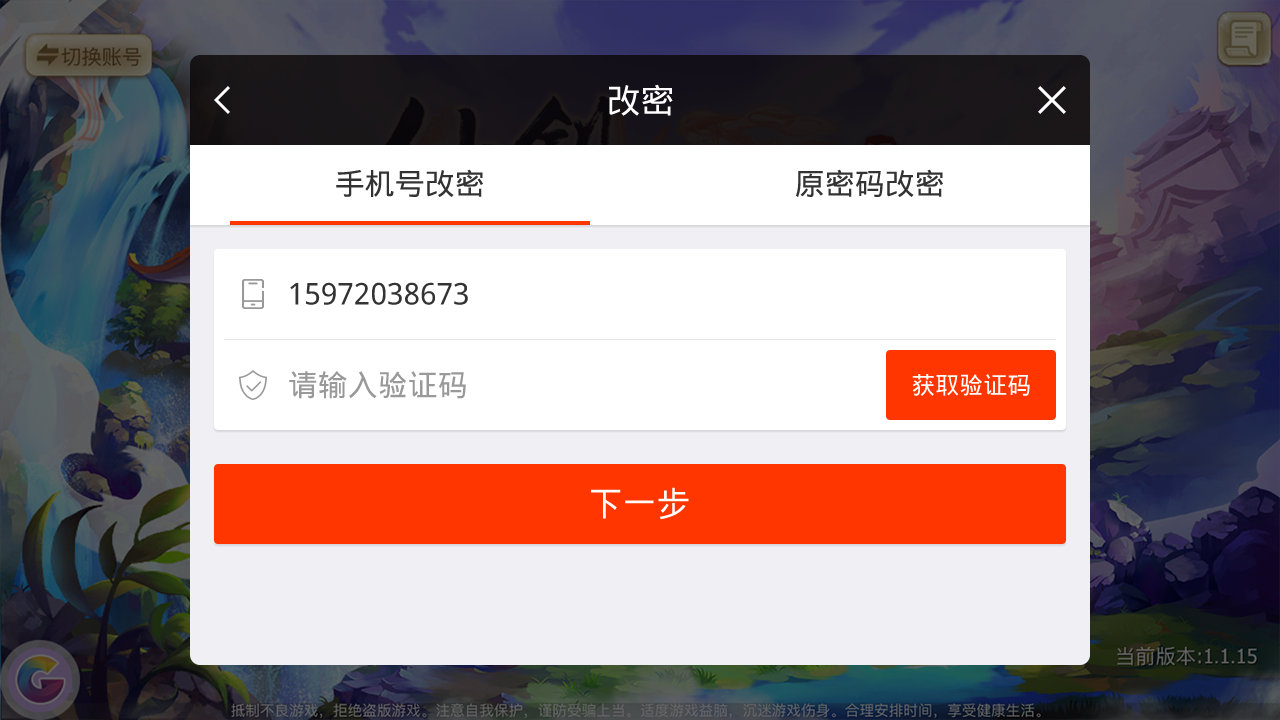 切换账号
改密
手机号改密
原密码改密
15972038673
请输入验证码
获取验证码
下一步
当前版本:1.1.15
抵制不良游戏，拒绝盗版游戏。注意自我保护，谨防受骗上当。适度游戏益脑，沉迷游戏伤身。合理安排时间，享受健康生活。